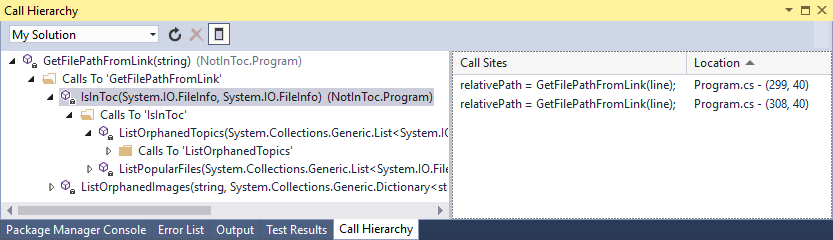 Call Hierarchy
My Solution
GetFilePathFromLink(string) (NotInToc.Program)
Calls To 'GetFilePathFromLink'
IsInToc(System.IO.FileInfo, System.IO.FileInfo) (NotInToc.Program)
Calls To 'IsInToc'
ListOrphanedTopics(System.Collections.Generic.List<System.IO
Calls To 'ListOrphanedTopics'
ListPopularFiles(System.Collections.Generic.List<System.IO.File
ListOrphanedImages(string, System.Collections.Generic.Dictionary<st
Call Sites Location
relativePath = GetFilePathFromLink(line); Program.cs - (299, 40)
relativePath = GetFilePathFromLink(line); Program.cs - (308, 40)
Package Manager Console Error List Output Test Results Call Hierarchy